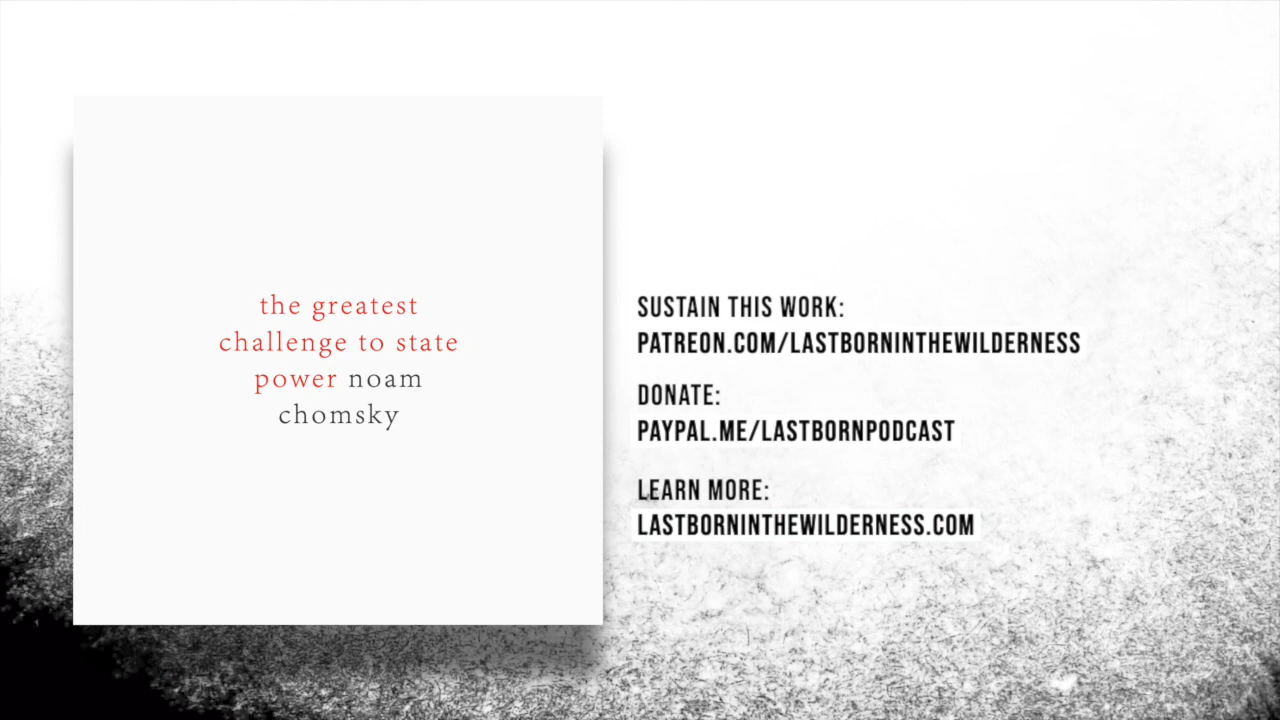 the greatest
challenge to state
power noam
chomsky
SUSTAIN THIS WORK:
PATREON.COM/LASTBORNINTHEWILDERNESS
DONATE:
PAYPAL.ME/LASTBORNPODCAST
LEARN MORE:
LASTBORNINTHEWILDERNESS.COM